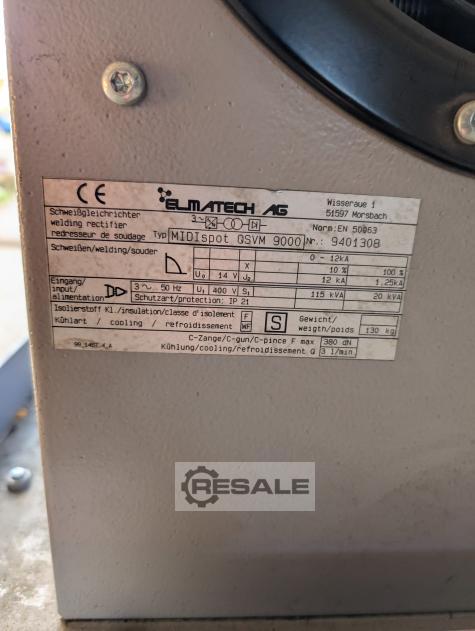 CE
ELMATECH AG
Wisseraue 1
51597 Morsbach
Schweißgleichrichter
welding rectifier
redresseur de soudage
3~
Norm: EN 50063
Typ MIDIspot QSVM 9000 Nr.: 9401308
Schweißen/welding/souder
0 - 12kA
X 10 % 100 %
U₀ 14 V J₂ 12 kA 1,25kA
Eingang/
input/
alimentation
3~ 50 Hz U₁ 400 V S₁ 115 kVA 20 kVA
Schutzart/protection: IP 21
Isolierstoff Kl./insulation/classe d'isolement F
Kühlart / cooling / refroidissement WF
S
Gewicht/
weigth/poids 130 kg
99_1457_4_A
C-Zange/C-gun/C-pince F max 380 dN
Kühlung/cooling/refroidissement Q 3 l/min.
RESALE